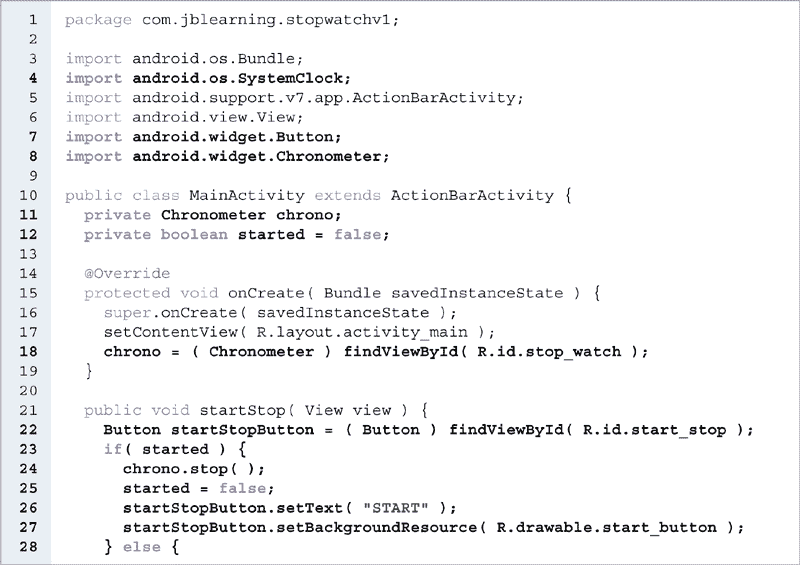 1 package com.jblearning.stopwatchv1;
2
3 import android.os.Bundle;
4 import android.os.SystemClock;
5 import android.support.v7.app.ActionBarActivity;
6 import android.view.View;
7 import android.widget.Button;
8 import android.widget.Chronometer;
9
10 public class MainActivity extends ActionBarActivity {
11   private Chronometer chrono;
12   private boolean started = false;
13
14   @Override
15   protected void onCreate( Bundle savedInstanceState ) {
16     super.onCreate( savedInstanceState );
17     setContentView( R.layout.activity_main );
18     chrono = ( Chronometer ) findViewById( R.id.stop_watch );
19   }
20
21   public void startStop( View view ) {
22     Button startStopButton = ( Button ) findViewById( R.id.start_stop );
23     if( started ) {
24       chrono.stop( );
25       started = false;
26       startStopButton.setText( "START" );
27       startStopButton.setBackgroundResource( R.drawable.start_button );
28     } else {